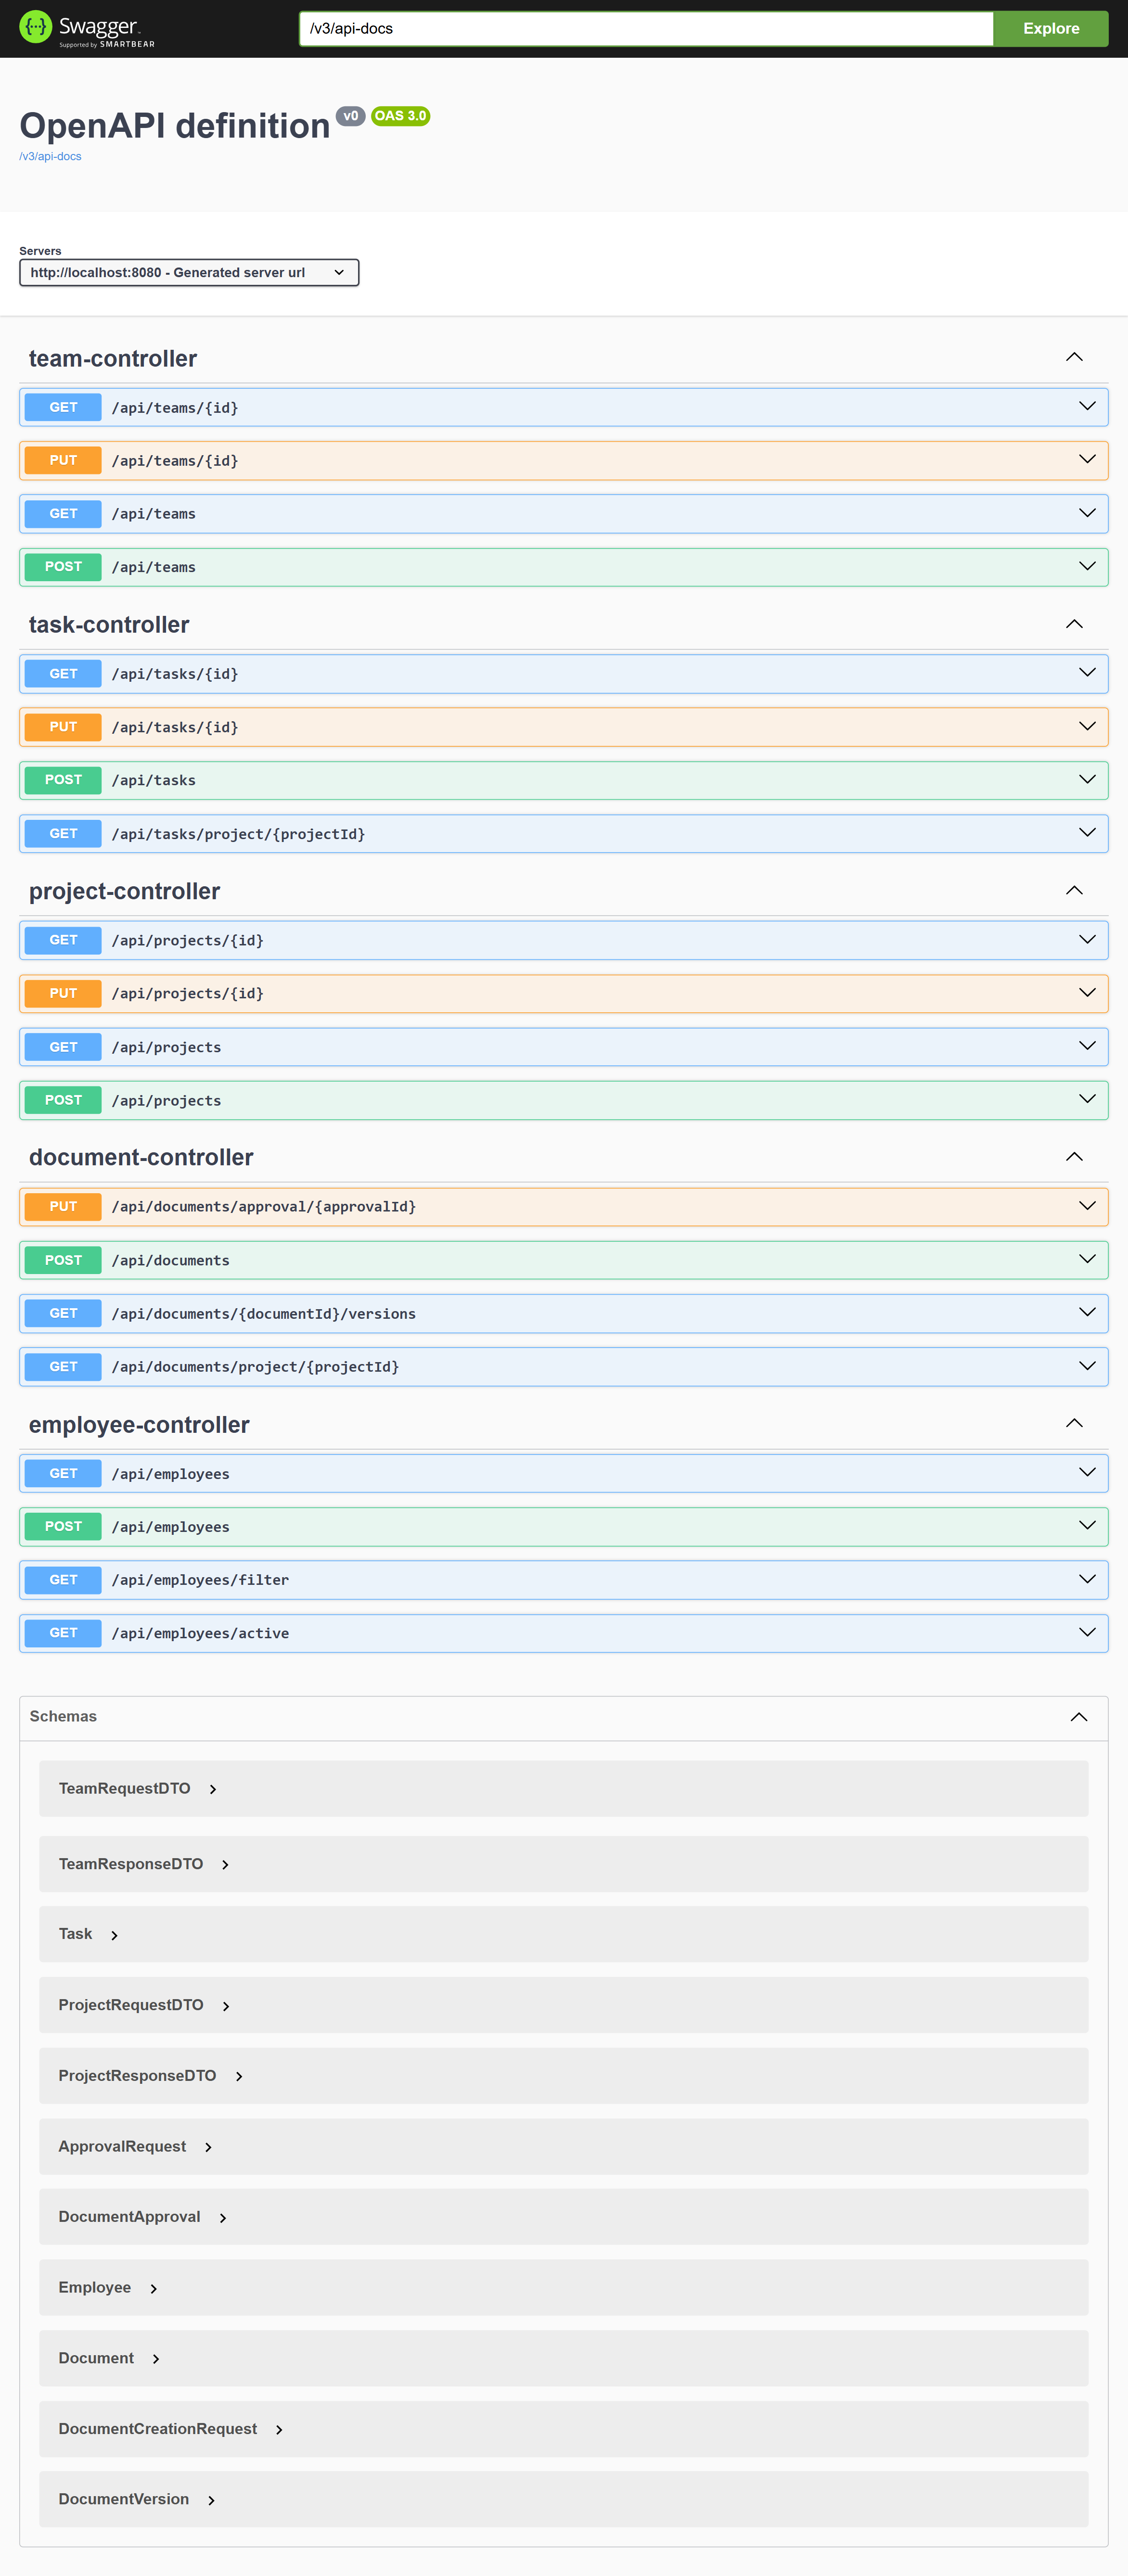 Swagger
Supported by SMARTBEAR
/v3/api-docs
Explore
OpenAPI definition v0 OAS 3.0
/v3/api-docs
Servers
http://localhost:8080 - Generated server url
team-controller
GET /api/teams/{id}
PUT /api/teams/{id}
GET /api/teams
POST /api/teams
task-controller
GET /api/tasks/{id}
PUT /api/tasks/{id}
POST /api/tasks
GET /api/tasks/project/{projectId}
project-controller
GET /api/projects/{id}
PUT /api/projects/{id}
GET /api/projects
POST /api/projects
document-controller
PUT /api/documents/approval/{approvalId}
POST /api/documents
GET /api/documents/{documentId}/versions
GET /api/documents/project/{projectId}
employee-controller
GET /api/employees
POST /api/employees
GET /api/employees/filter
GET /api/employees/active
Schemas
TeamRequestDTO
TeamResponseDTO
Task
ProjectRequestDTO
ProjectResponseDTO
ApprovalRequest
DocumentApproval
Employee
Document
DocumentCreationRequest
DocumentVersion